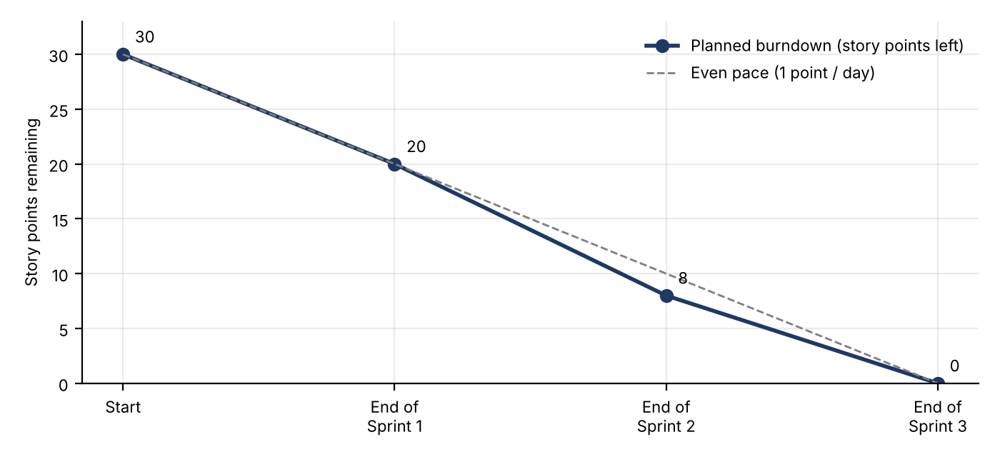 30
Planned burndown (story points left)
Even pace (1 point / day)
30
25
20
20
15
10
8
5
0
0
Story points remaining
Start
End of
Sprint 1
End of
Sprint 2
End of
Sprint 3